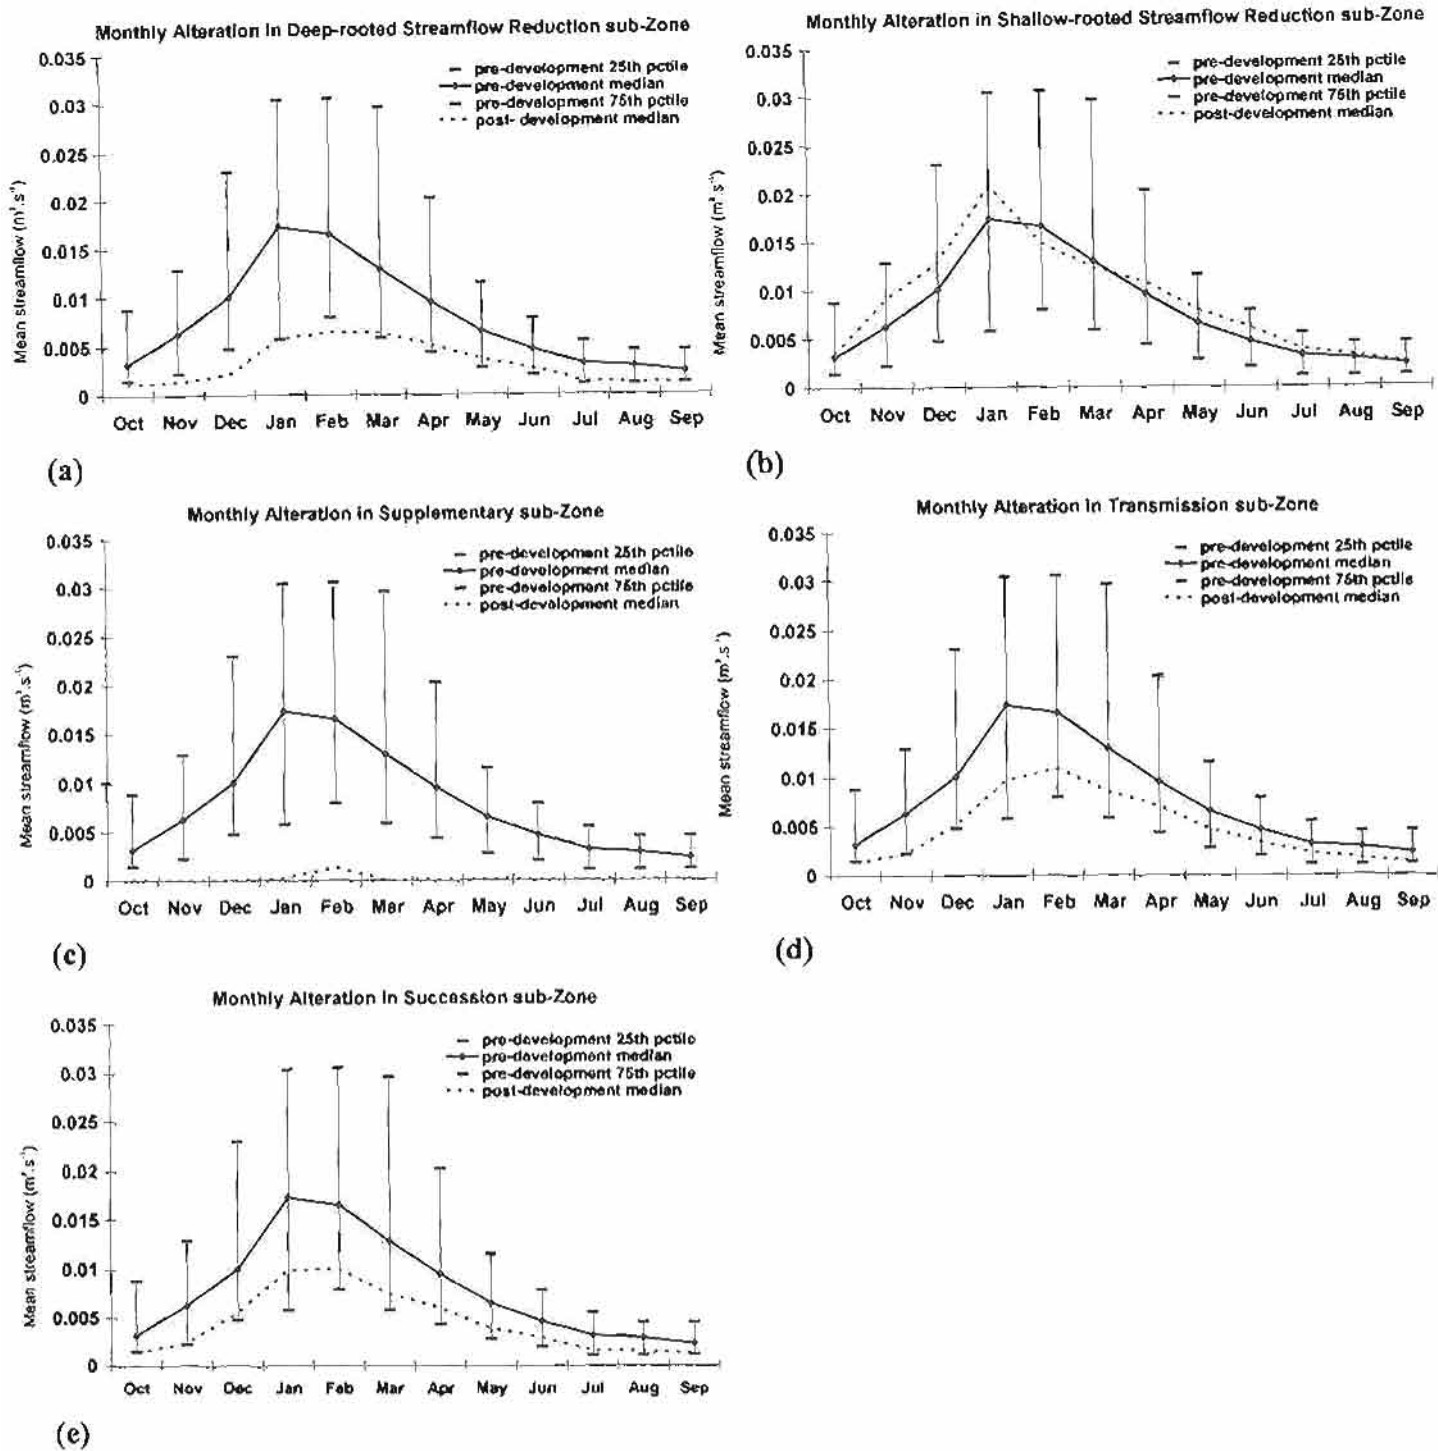 Monthly Alteration in Deep-rooted Streamflow Reduction sub-Zone
0.035
0.03
0.025
0.02
0.015
0.01
0.005
0
Mean streamflow (m³.s⁻¹)
pre-development 25th pctile
pre-development median
pre-development 75th pctile
post- development median
Oct Nov Dec Jan Feb Mar Apr May Jun Jul Aug Sep
(a)
Monthly Alteration in Shallow-rooted Streamflow Reduction sub-Zone
0.035
0.03
0.025
0.02
0.015
0.01
0.005
0
Mean streamflow (m³.s⁻¹)
pre-development 25th pctile
pre-development median
pre-development 75th pctile
post-development median
Oct Nov Dec Jan Feb Mar Apr May Jun Jul Aug Sep
(b)
Monthly Alteration in Supplementary sub-Zone
0.035
0.03
0.025
0.02
0.015
0.01
0.005
0
Mean streamflow (m³.s⁻¹)
pre-development 25th pctile
pre-development median
pre-development 75th pctile
post-development median
Oct Nov Dec Jan Feb Mar Apr May Jun Jul Aug Sep
(c)
Monthly Alteration in Transmission sub-Zone
0.035
0.03
0.025
0.02
0.015
0.01
0.005
0
Mean streamflow (m³.s⁻¹)
pre-development 25th pctile
pre-development median
pre-development 75th pctile
post-development median
Oct Nov Dec Jan Feb Mar Apr May Jun Jul Aug Sep
(d)
Monthly Alteration in Succession sub-Zone
0.035
0.03
0.025
0.02
0.015
0.01
0.005
0
Mean streamflow (m³.s⁻¹)
pre-development 25th pctile
pre-development median
pre-development 75th pctile
post-development median
Oct Nov Dec Jan Feb Mar Apr May Jun Jul Aug Sep
(e)